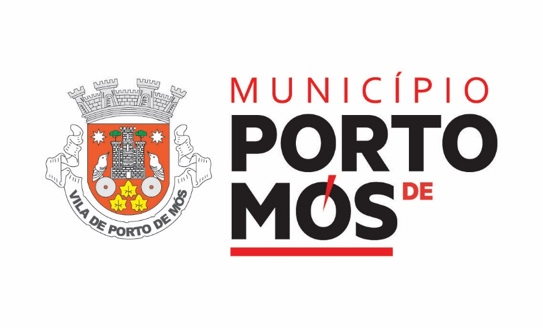 VILA DE PORTO DE MÓS
MUNICÍPIO
PORTO
DE
MÓS